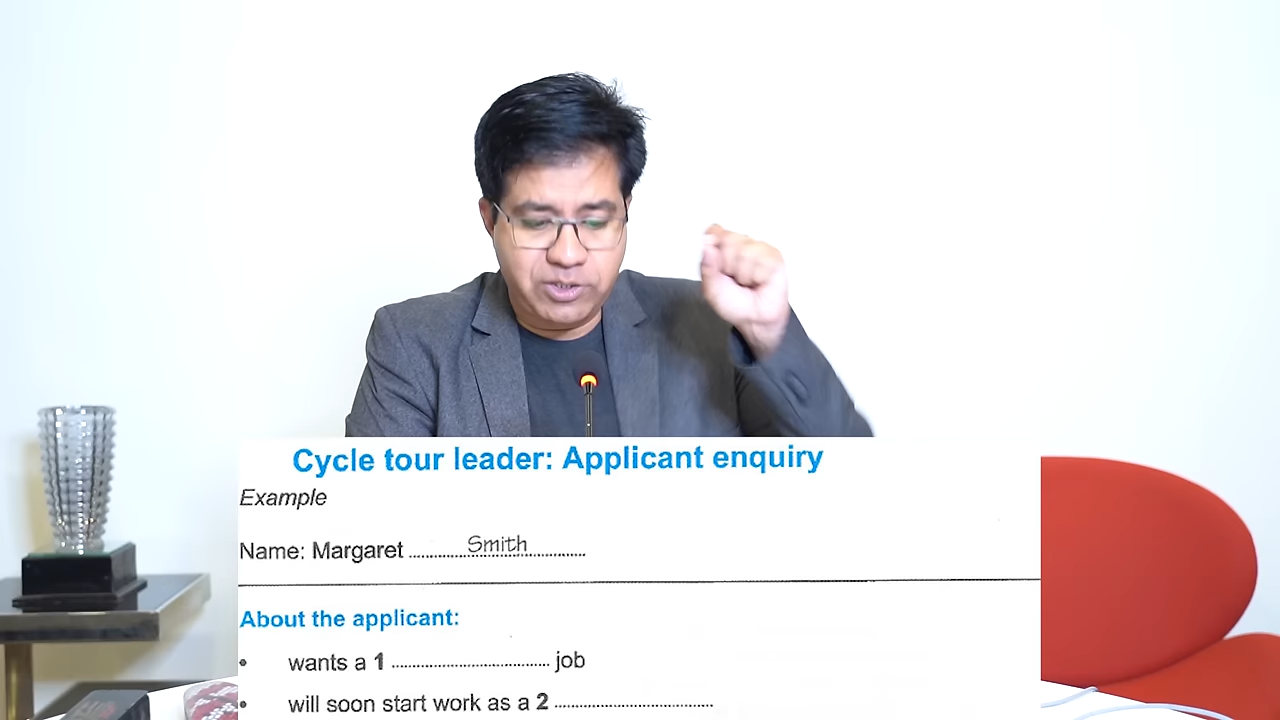 Cycle tour leader: Applicant enquiry
Example
Name: Margaret ........ Smith ........
About the applicant:
• wants a 1 ................................ job
• will soon start work as a 2 ................................